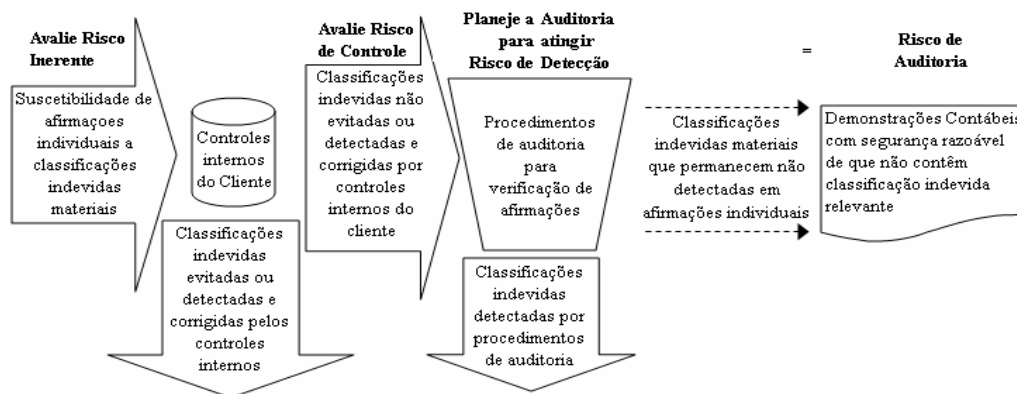 Avalie Risco
Inerente
Suscetibilidade de
afirmaçoes
individuais a
classificações
indevidas
materiais
Controles
internos
do Cliente
Classificações
indevidas
evitadas ou
detectadas e
corrigidas pelos
controles
internos
Avalie Risco
de Controle
Classificações
indevidas não
evitadas ou
detectadas e
corrigidas por
controles
internos do
cliente
Planeje a Auditoria
para atingir
Risco de Detecção
Procedimentos
de auditoria
para
verificação de
afirmações
Classificações
indevidas
detectadas por
procedimentos
de auditoria
Classificações
indevidas materiais
que permanecem não
detectadas em
afirmações individuais
=
Risco de
Auditoria
Demonstrações Contábeis
com segurança razoável
de que não contêm
classificação indevida
relevante